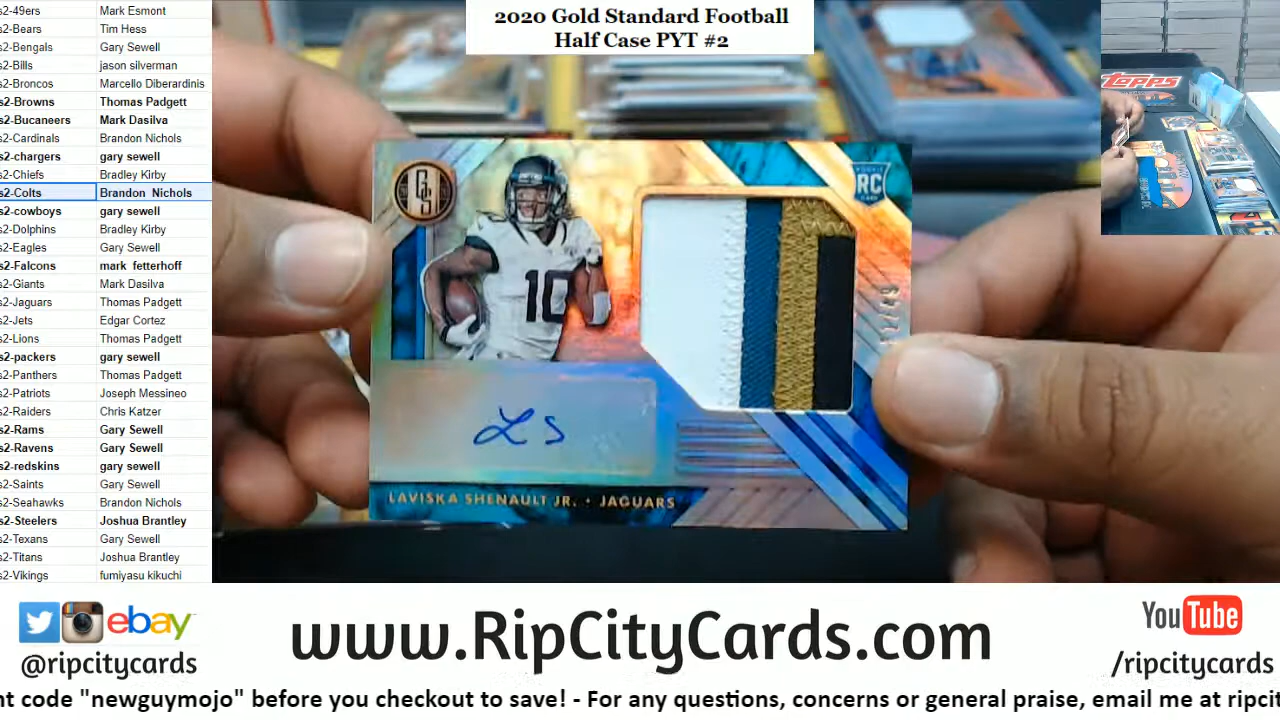 s2-49ers Mark Esmont
s2-Bears Tim Hess
s2-Bengals Gary Sewell
s2-Bills jason silverman
s2-Broncos Marcello Diberardinis
s2-Browns Thomas Padgett
s2-Bucaneers Mark Dasilva
s2-Cardinals Brandon Nichols
s2-chargers gary sewell
s2-Chiefs Bradley Kirby
s2-Colts Brandon Nichols
s2-cowboys gary sewell
s2-Dolphins Bradley Kirby
s2-Eagles Gary Sewell
s2-Falcons mark fetterhoff
s2-Giants Mark Dasilva
s2-Jaguars Thomas Padgett
s2-Jets Edgar Cortez
s2-Lions Thomas Padgett
s2-packers gary sewell
s2-Panthers Thomas Padgett
s2-Patriots Joseph Messineo
s2-Raiders Chris Katzer
s2-Rams Gary Sewell
s2-Ravens Gary Sewell
s2-redskins gary sewell
s2-Saints Gary Sewell
s2-Seahawks Brandon Nichols
s2-Steelers Joshua Brantley
s2-Texans Gary Sewell
s2-Titans Joshua Brantley
s2-Vikings fumiyasu kikuchi
2020 Gold Standard Football
Half Case PYT #2
TOPPS
GS
RC
10
LS
LAVISKA SHENAULT JR. • JAGUARS
ebay
@ripcitycards
www.RipCityCards.com
YouTube
/ripcitycards
nt code "newguymojo" before you checkout to save! - For any questions, concerns or general praise, email me at ripcit